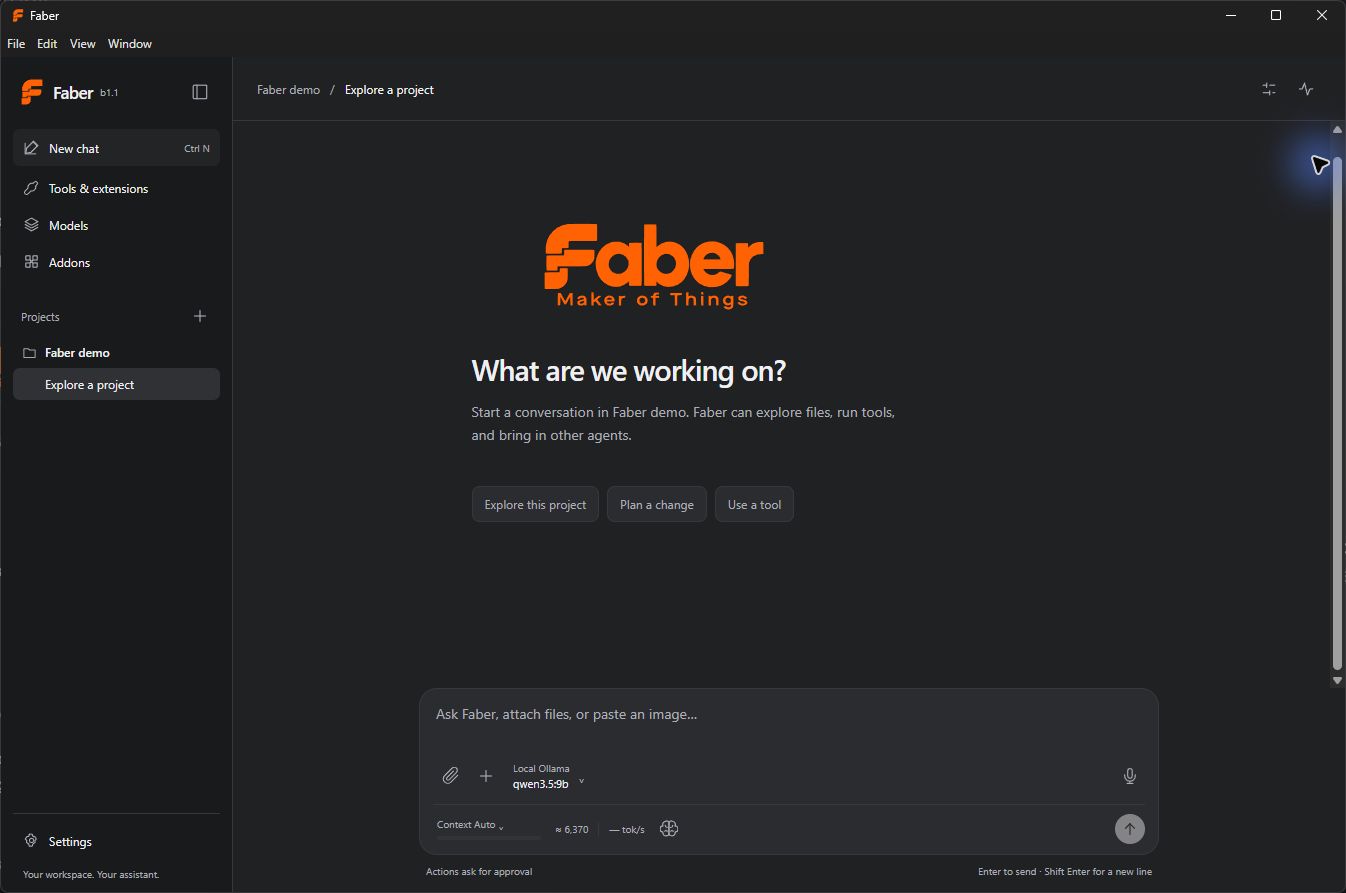 Faber
File Edit View Window
Faber b1.1
New chat Ctrl N
Tools & extensions
Models
Addons
Projects
Faber demo
Explore a project
Settings
Your workspace. Your assistant.
Faber demo / Explore a project
Faber
Maker of Things
What are we working on?
Start a conversation in Faber demo. Faber can explore files, run tools,
and bring in other agents.
Explore this project Plan a change Use a tool
Ask Faber, attach files, or paste an image...
Local Ollama
qwen3.5:9b
Context Auto ≈ 6,370 — tok/s
Actions ask for approval Enter to send · Shift Enter for a new line